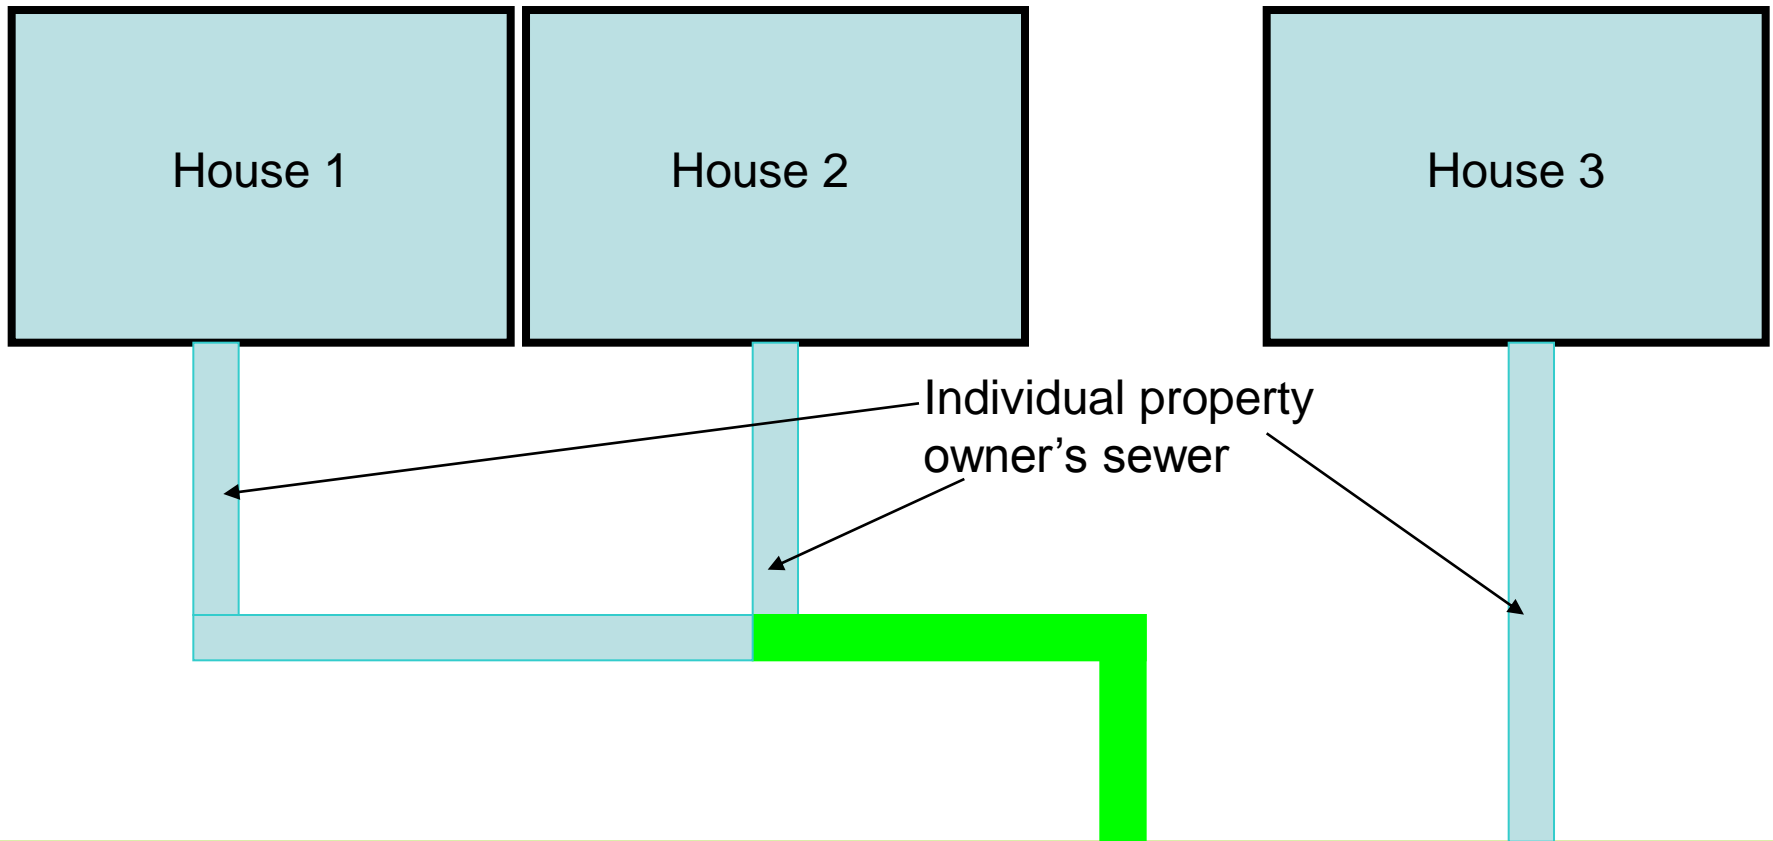 House 1
House 2
House 3
Individual property
owner’s sewer